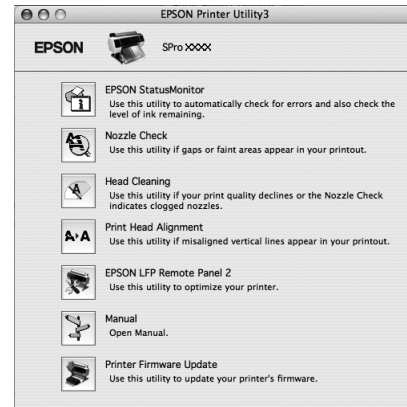 EPSON Printer Utility3
EPSON
SPro XXXX
EPSON StatusMonitor
Use this utility to automatically check for errors and also check the
level of ink remaining.
Nozzle Check
Use this utility if gaps or faint areas appear in your printout.
Head Cleaning
Use this utility if your print quality declines or the Nozzle Check
indicates clogged nozzles.
Print Head Alignment
Use this utility if misaligned vertical lines appear in your printout.
EPSON LFP Remote Panel 2
Use this utility to optimize your printer.
Manual
Open Manual.
Printer Firmware Update
Use this utility to update your printer's firmware.